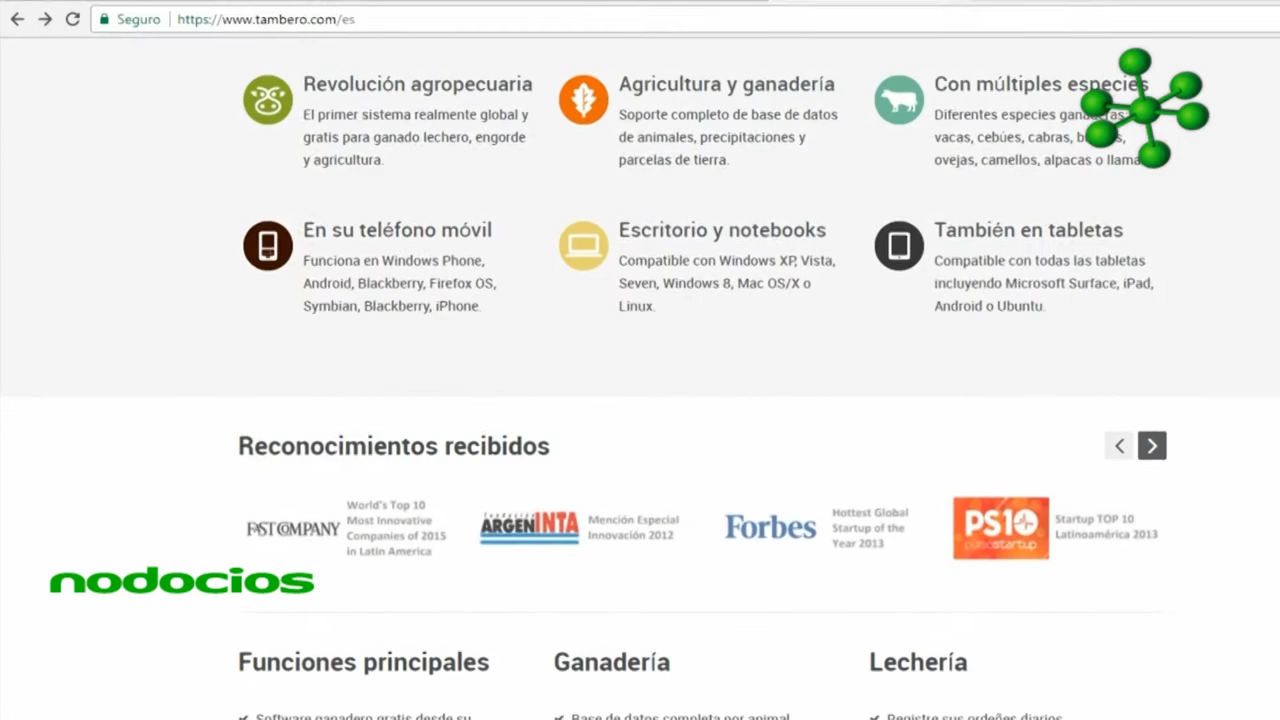 Seguro
https://www.tambero.com/es
Revolución agropecuaria
El primer sistema realmente global y
gratis para ganado lechero, engorde
y agricultura.
Agricultura y ganadería
Soporte completo de base de datos
de animales, precipitaciones y
parcelas de tierra.
Con múltiples especies
Diferentes especies
vacas, cebúes, cabras,
ovejas, camellos, alpacas o llama
En su teléfono móvil
Funciona en Windows Phone,
Android, Blackberry, Firefox OS,
Symbian, Blackberry, iPhone.
Escritorio y notebooks
Compatible con Windows XP, Vista,
Seven, Windows 8, Mac OS/X o
Linux.
También en tabletas
Compatible con todas las tabletas
incluyendo Microsoft Surface, iPad,
Android o Ubuntu.
Reconocimientos recibidos
FAST COMPANY
World's Top 10
Most Innovative
Companies of 2015
in Latin America
fundación
ARGENINTA
Mención Especial
Innovación 2012
Forbes
Hottest Global
Startup of the
Year 2013
PS10
pulsostartup
Startup TOP 10
Latinoamérica 2013
nodocios
Funciones principales
Ganadería
Lechería
Software ganadero gratis desde su
Base de datos completa por animal
Registre sus ordeñes diarios